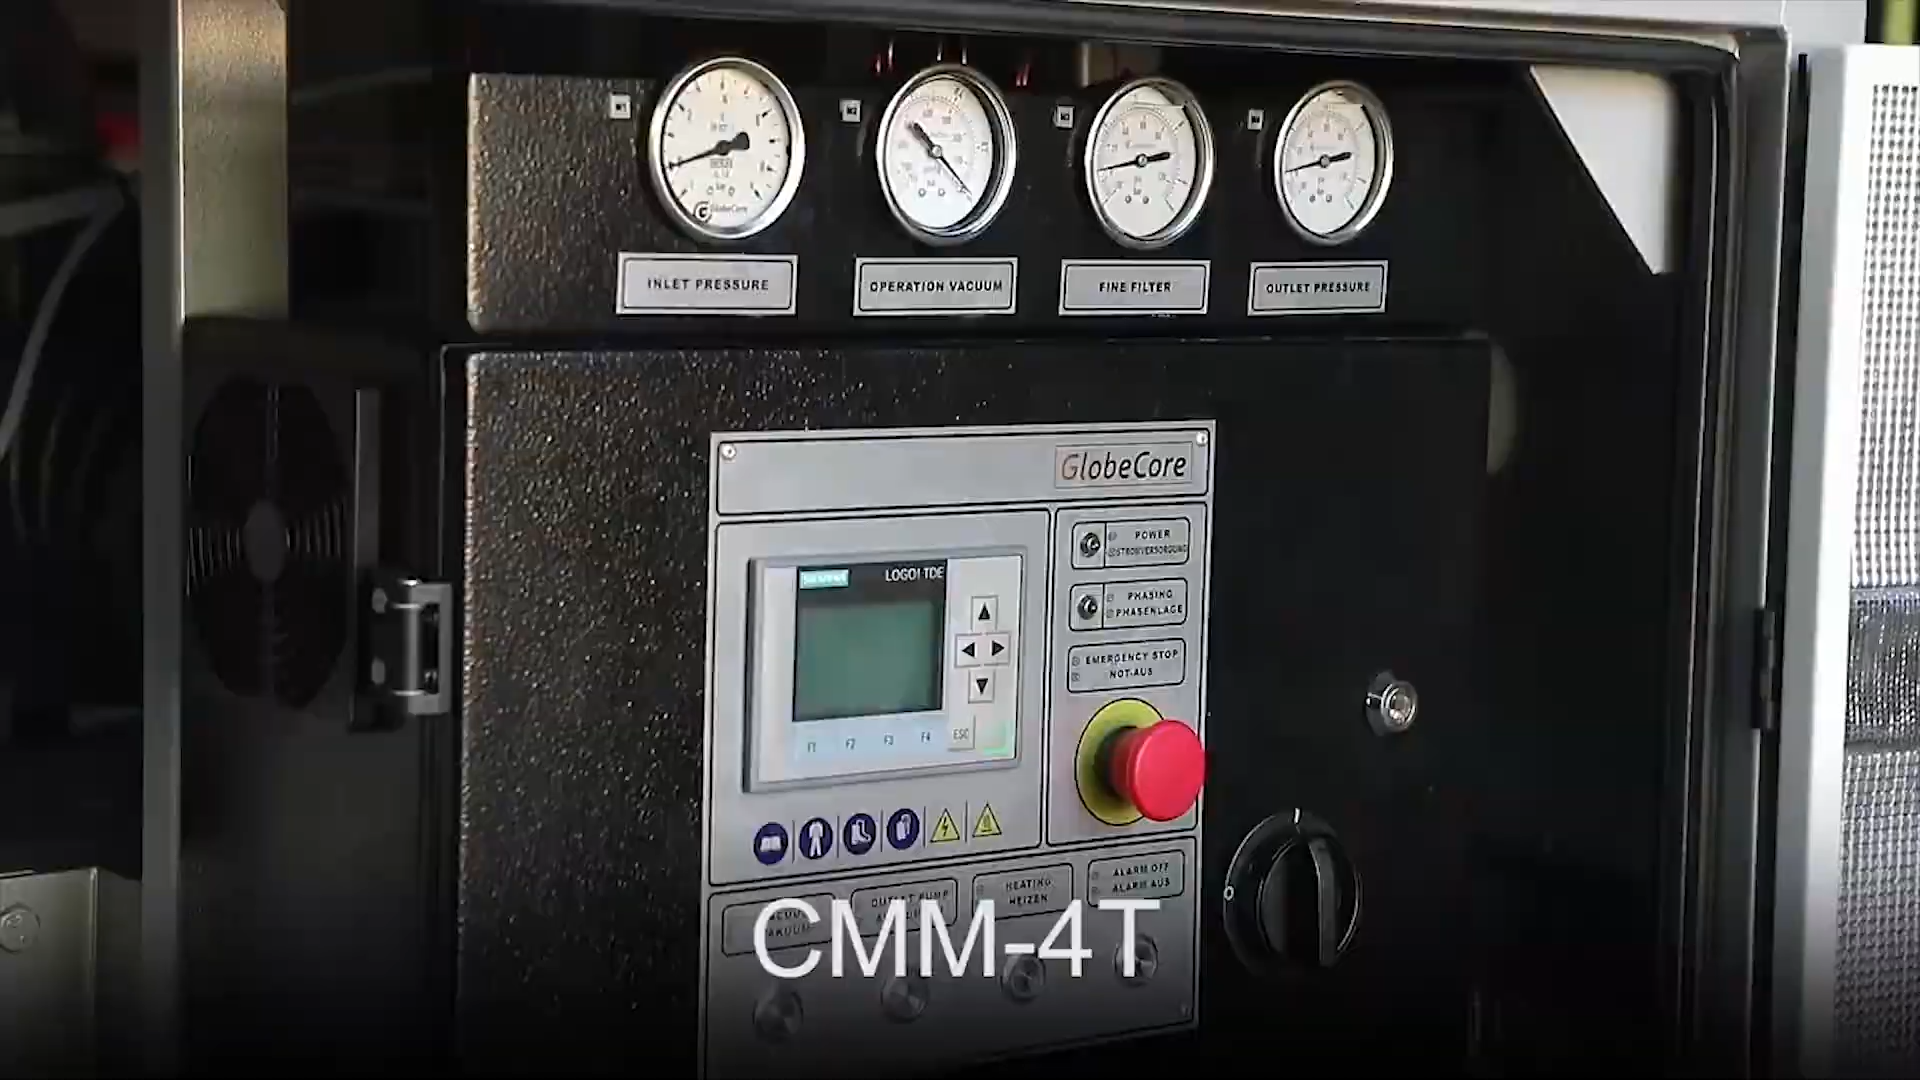 INLET PRESSURE
OPERATION VACUUM
FINE FILTER
OUTLET PRESSURE
GlobeCore
GlobeCore
SIEMENS
LOGO! TDE
POWER
STROMVERSORGUNG
PHASING
PHASENLAGE
EMERGENCY STOP
NOT-AUS
F1 F2 F3 F4 ESC
OUTLET PUMP
HEATING
HEIZEN
ALARM OFF
ALARM AUS
CMM-4T